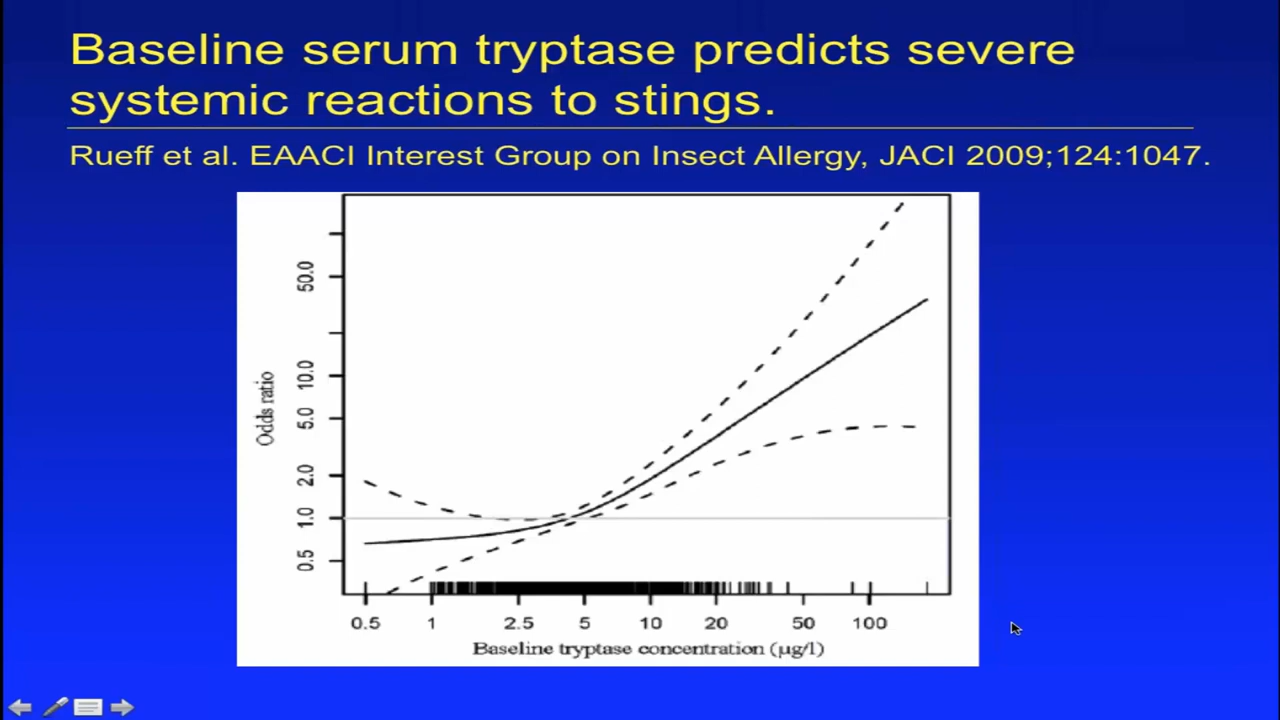 Baseline serum tryptase predicts severe
systemic reactions to stings.
Rueff et al. EAACI Interest Group on Insect Allergy, JACI 2009;124:1047.
Odds ratio
50.0
10.0
5.0
2.0
1.0
0.5
0.5 1 2.5 5 10 20 50 100
Baseline tryptase concentration (µg/l)